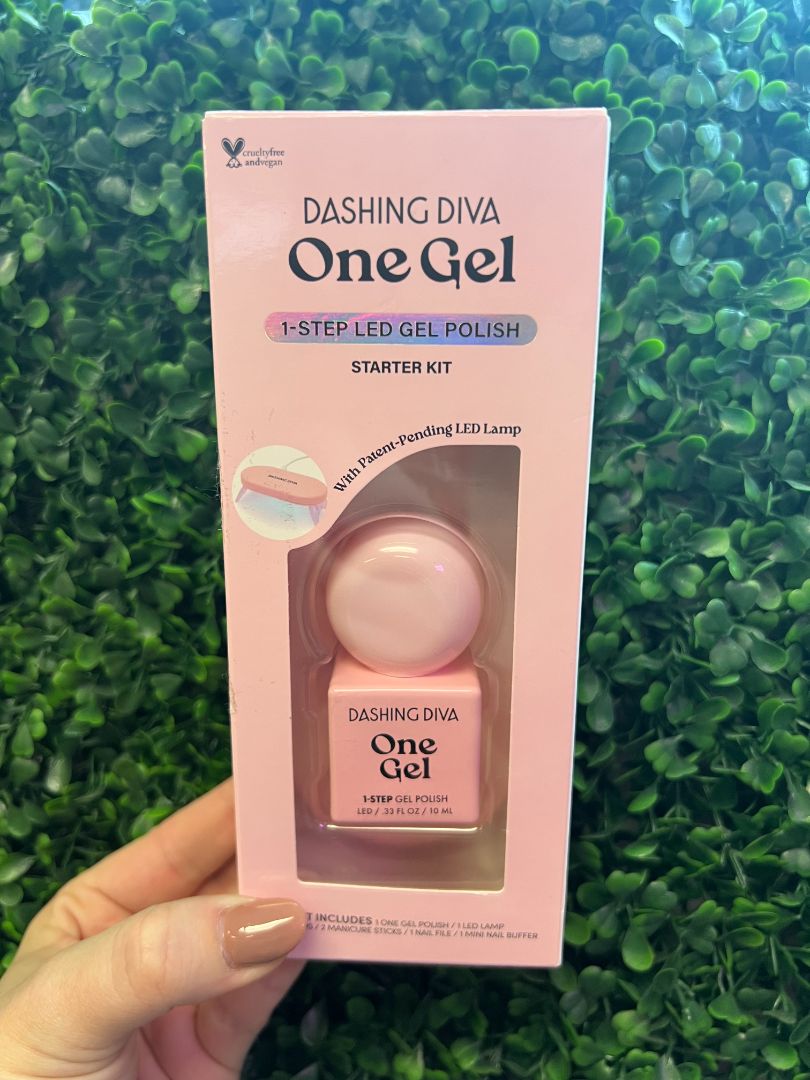 crueltyfree
andvegan
DASHING DIVA
One Gel
1-STEP LED GEL POLISH
STARTER KIT
With Patent-Pending LED Lamp
DASHING DIVA
DASHING DIVA
One
Gel
1-STEP GEL POLISH
LED / .33 FL OZ / 10 ML
INCLUDES 1 ONE GEL POLISH / 1 LED LAMP
/ 2 MANICURE STICKS / 1 NAIL FILE / 1 MINI NAIL BUFFER